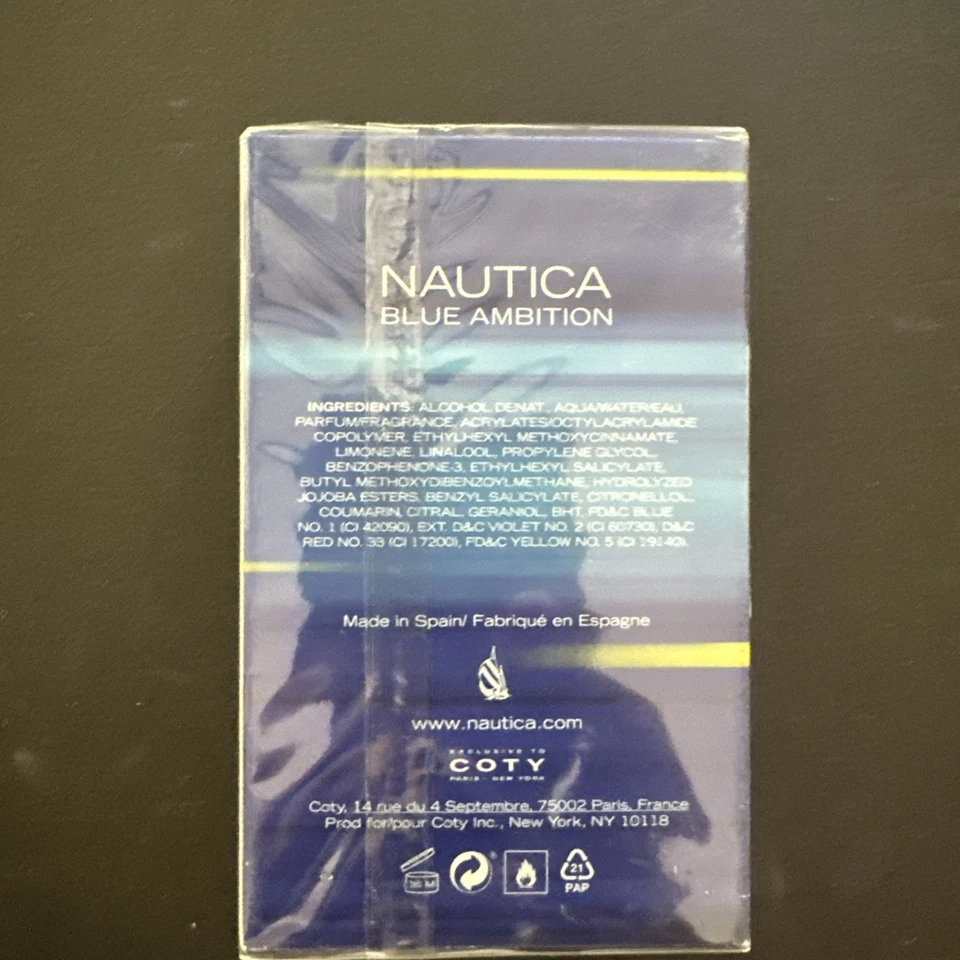 NAUTICA
BLUE AMBITION
INGREDIENTS: ALCOHOL DENAT., AQUA/WATER/EAU,
PARFUM/FRAGRANCE, ACRYLATES/OCTYLACRYLAMIDE
COPOLYMER, ETHYLHEXYL METHOXYCINNAMATE,
LIMONENE, LINALOOL, PROPYLENE GLYCOL,
BENZOPHENONE-3, ETHYLHEXYL SALICYLATE,
BUTYL METHOXYDIBENZOYLMETHANE, HYDROLYZED
JOJOBA ESTERS, BENZYL SALICYLATE, CITRONELLOL,
COUMARIN, CITRAL, GERANIOL, BHT, FD&C BLUE
NO. 1 (CI 42090), EXT. D&C VIOLET NO. 2 (CI 60730), D&C
RED NO. 33 (CI 17200), FD&C YELLOW NO. 5 (CI 19140).
Made in Spain/ Fabriqué en Espagne
www.nautica.com
EXCLUSIVE TO
COTY
PARIS - NEW YORK
Coty, 14 rue du 4 Septembre, 75002 Paris, France
Prod for/pour Coty Inc., New York, NY 10118
36 M
21
PAP